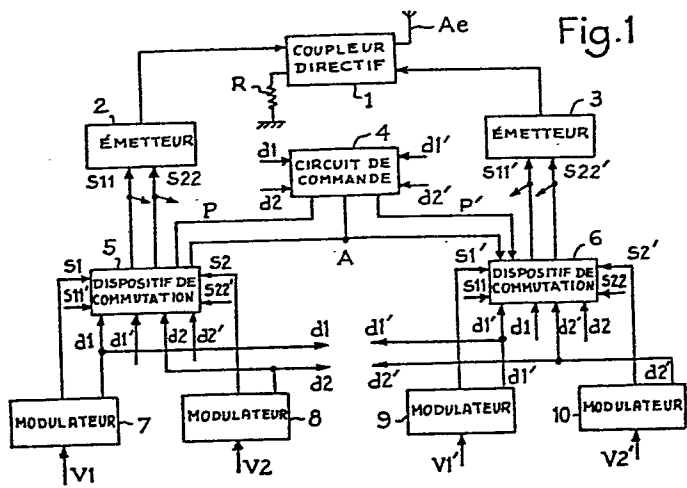 Fig.1
Ae
COUPLEUR
DIRECTIF
R
1
2
ÉMETTEUR
3
ÉMETTEUR
4
CIRCUIT DE
COMMANDE
d1
d2
d1'
d2'
S11
S22
S11'
S22'
P
P'
A
5
DISPOSITIF DE
COMMUTATION
S1
S11'
S2
S22'
d1
d1'
d2
d2'
6
DISPOSITIF DE
COMMUTATION
S1'
S11
S2'
S22
d1'
d1
d2'
d2
d1
d2
d1'
d2'
d1'
d2'
MODULATEUR
7
V1
MODULATEUR
8
V2
MODULATEUR
9
V1'
MODULATEUR
10
V2'